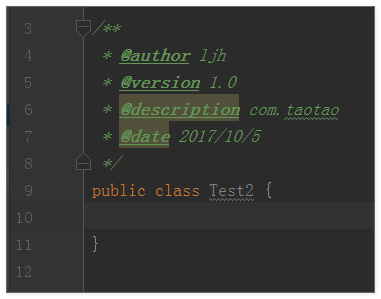 3 /**
4 * @author ljh
5 * @version 1.0
6 * @description com.taotao
7 * @date 2017/10/5
8 */
9 public class Test2 {
10
11 }
12